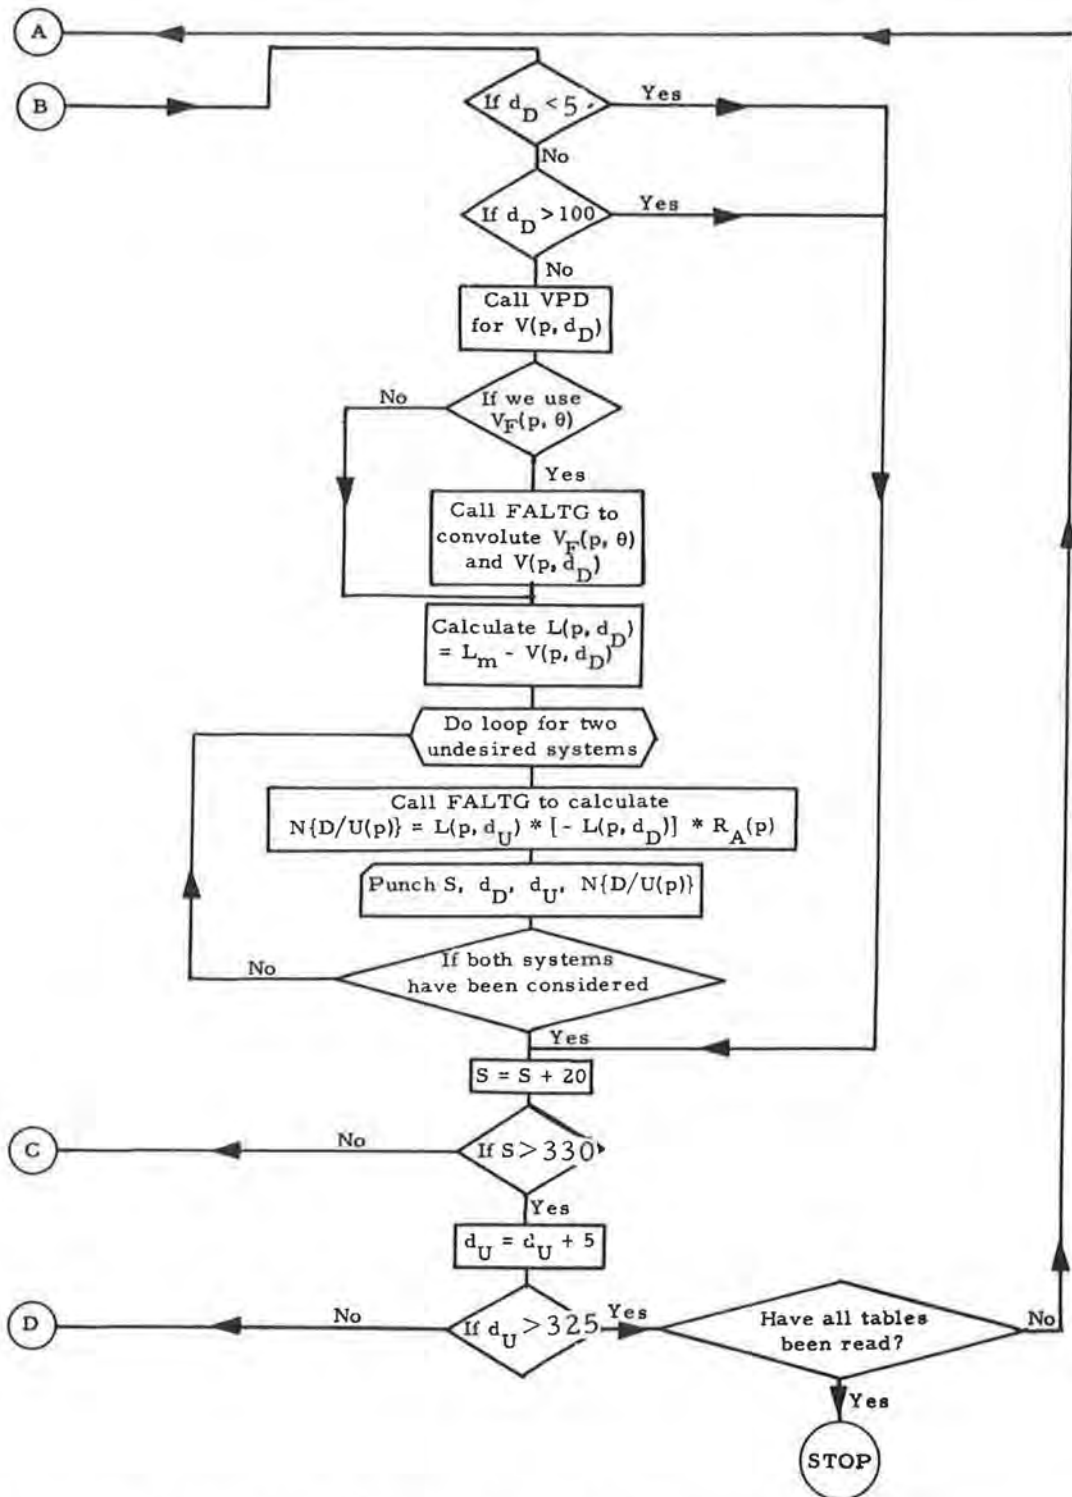 A
B
If d_D < 5
Yes
No
If d_D > 100
Yes
No
Call VPD
for V(p, d_D)
If we use
V_F(p, θ)
No
Yes
Call FALTG to
convolute V_F(p, θ)
and V(p, d_D)
Calculate L(p, d_D)
= L_m - V(p, d_D)
Do loop for two
undesired systems
Call FALTG to calculate
N{D/U(p)} = L(p, d_U) * [- L(p, d_D)] * R_A(p)
Punch S, d_D, d_U, N{D/U(p)}
If both systems
have been considered
No
Yes
S = S + 20
C
No
If S > 330
Yes
d_U = d_U + 5
D
No
If d_U > 325
Yes
Have all tables
been read?
No
Yes
STOP